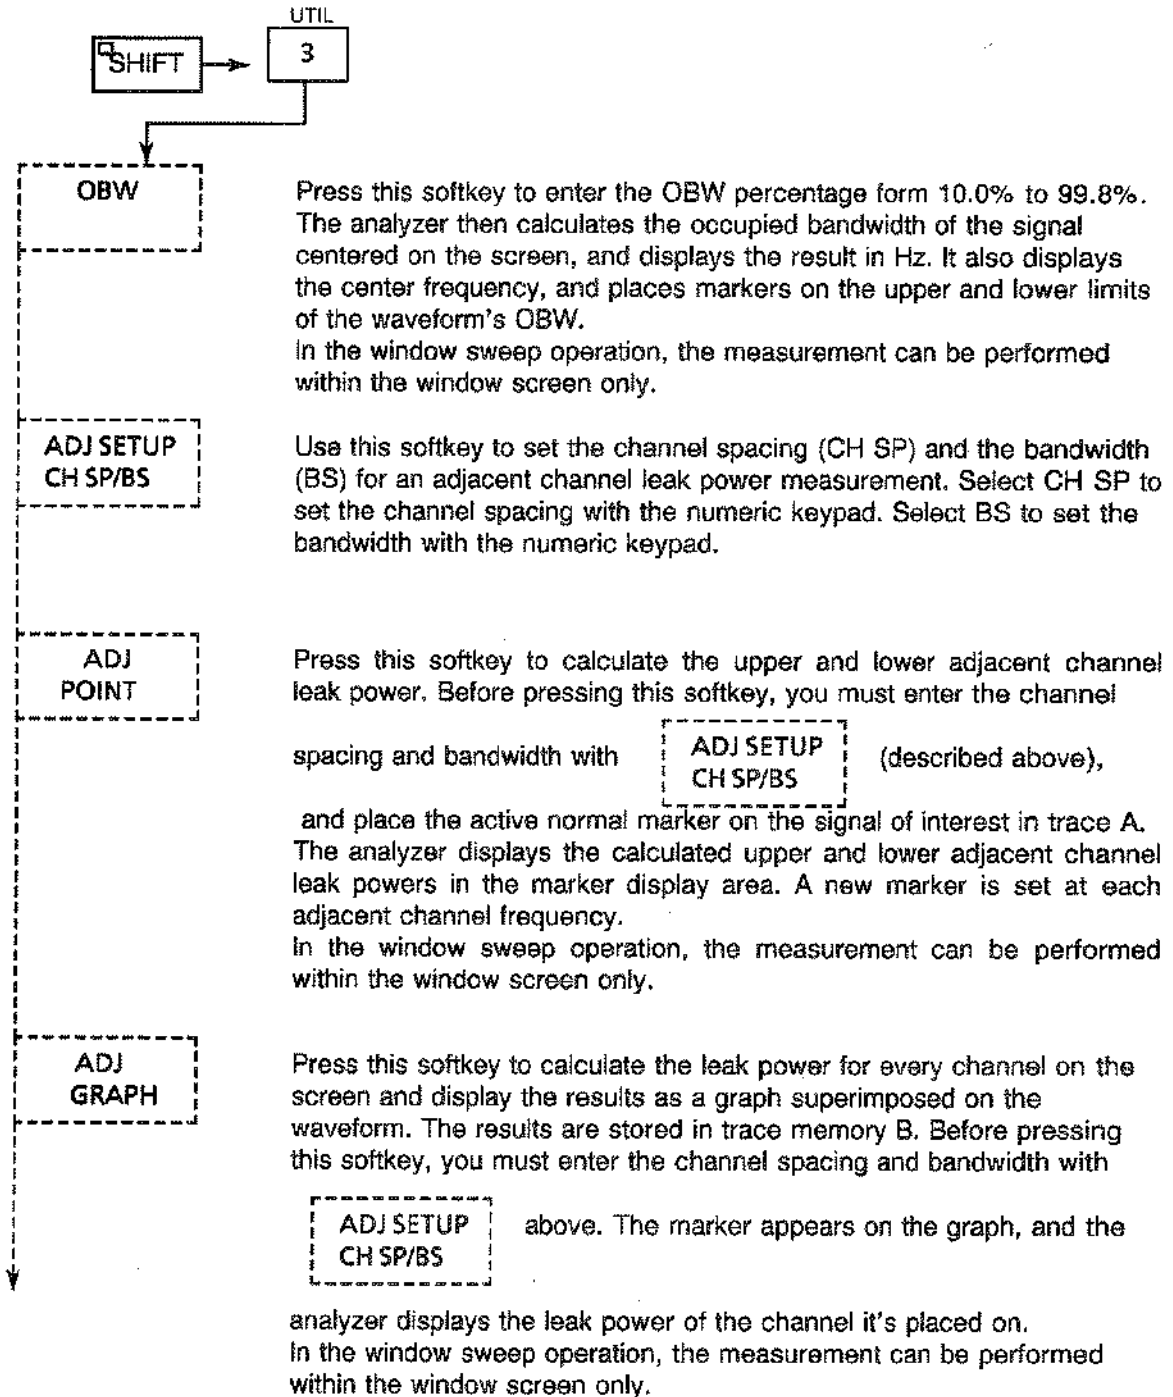 UTIL
SHIFT
3
OBW
Press this softkey to enter the OBW percentage form 10.0% to 99.8%.
The analyzer then calculates the occupied bandwidth of the signal
centered on the screen, and displays the result in Hz. It also displays
the center frequency, and places markers on the upper and lower limits
of the waveform's OBW.
In the window sweep operation, the measurement can be performed
within the window screen only.
ADJ SETUP
CH SP/BS
Use this softkey to set the channel spacing (CH SP) and the bandwidth
(BS) for an adjacent channel leak power measurement. Select CH SP to
set the channel spacing with the numeric keypad. Select BS to set the
bandwidth with the numeric keypad.
ADJ
POINT
Press this softkey to calculate the upper and lower adjacent channel
leak power. Before pressing this softkey, you must enter the channel
spacing and bandwidth with
ADJ SETUP
CH SP/BS
(described above),
and place the active normal marker on the signal of interest in trace A.
The analyzer displays the calculated upper and lower adjacent channel
leak powers in the marker display area. A new marker is set at each
adjacent channel frequency.
In the window sweep operation, the measurement can be performed
within the window screen only.
ADJ
GRAPH
Press this softkey to calculate the leak power for every channel on the
screen and display the results as a graph superimposed on the
waveform. The results are stored in trace memory B. Before pressing
this softkey, you must enter the channel spacing and bandwidth with
ADJ SETUP
CH SP/BS
above. The marker appears on the graph, and the
analyzer displays the leak power of the channel it's placed on.
In the window sweep operation, the measurement can be performed
within the window screen only.